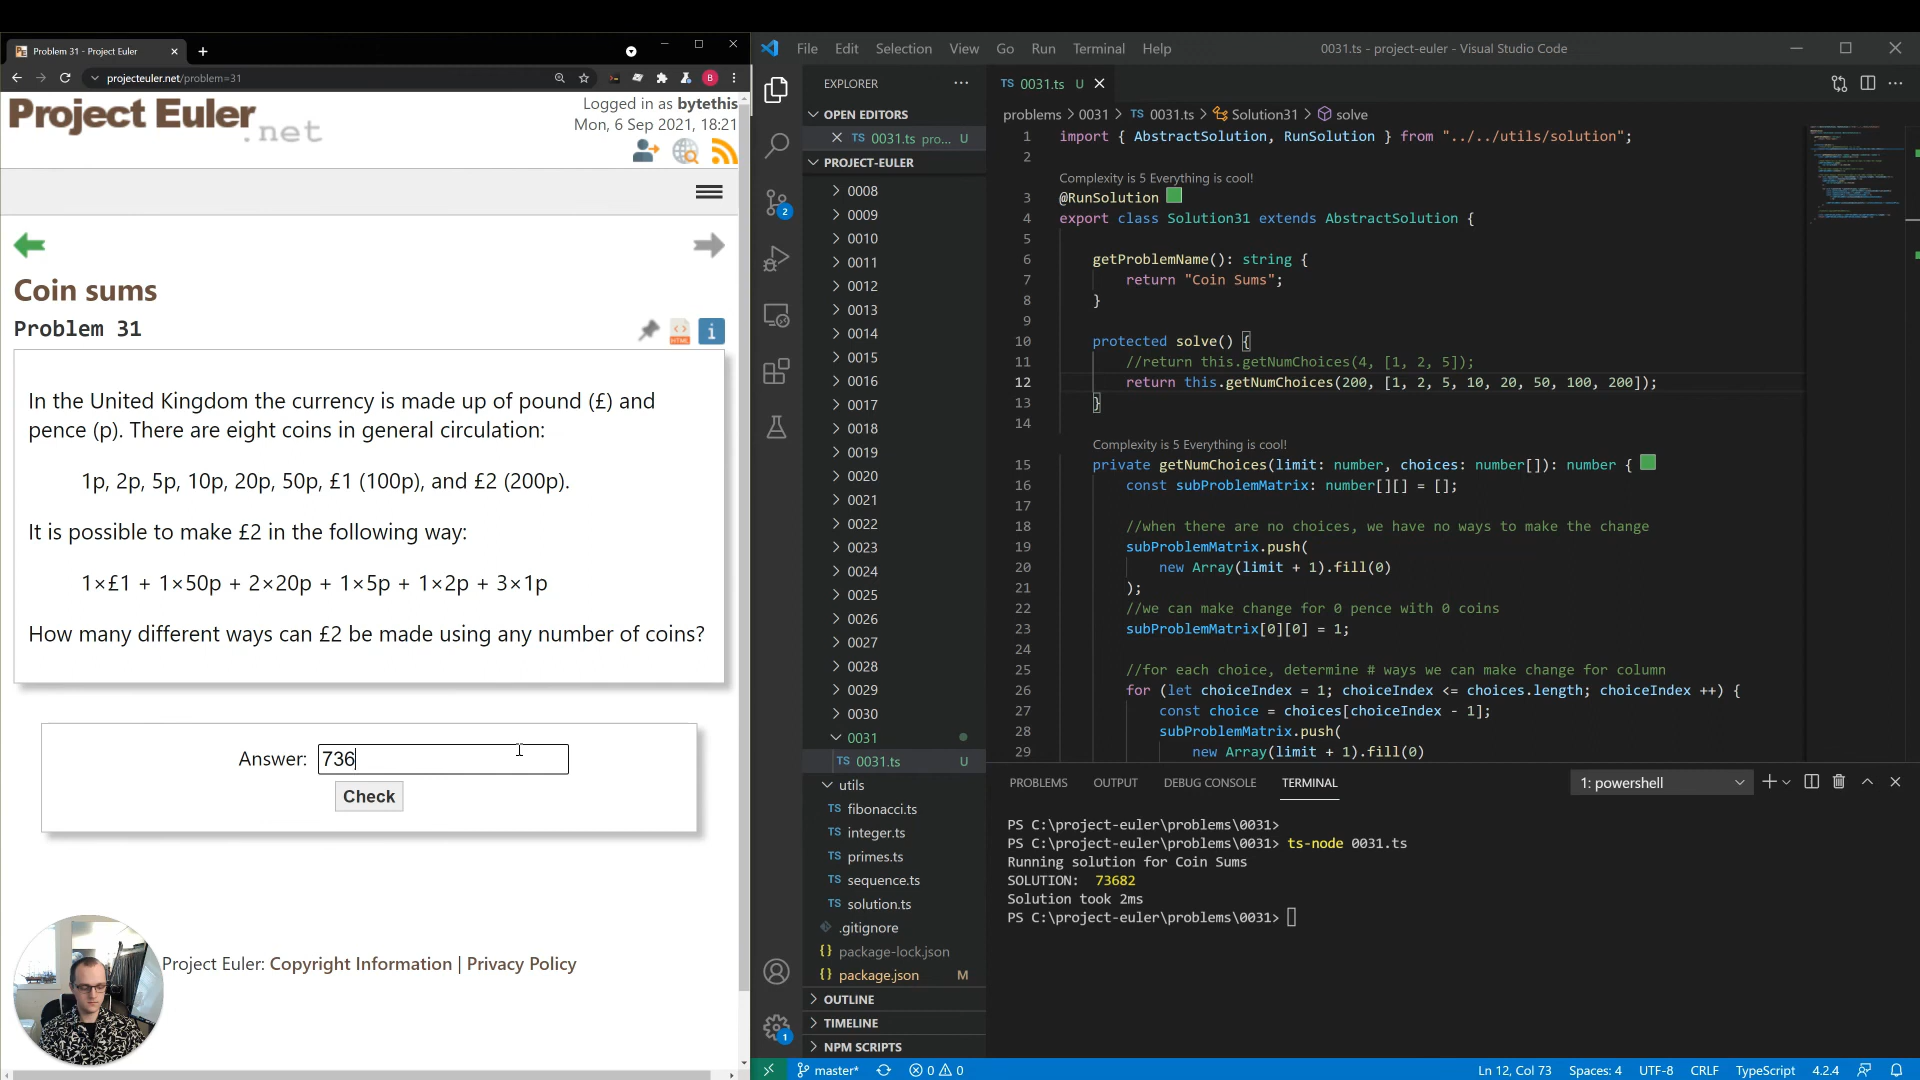 Problem 31 - Project Euler
projecteuler.net/problem=31
B
Project Euler
.net
Logged in as bytethis
Mon, 6 Sep 2021, 18:21
Coin sums
Problem 31
In the United Kingdom the currency is made up of pound (£) and
pence (p). There are eight coins in general circulation:
1p, 2p, 5p, 10p, 20p, 50p, £1 (100p), and £2 (200p).
It is possible to make £2 in the following way:
1×£1 + 1×50p + 2×20p + 1×5p + 1×2p + 3×1p
How many different ways can £2 be made using any number of coins?
Answer: 736
Check
Project Euler: Copyright Information | Privacy Policy
File Edit Selection View Go Run Terminal Help
0031.ts - project-euler - Visual Studio Code
EXPLORER
OPEN EDITORS
TS 0031.ts pro... U
PROJECT-EULER
0008
0009
0010
0011
0012
0013
0014
0015
0016
0017
0018
0019
0020
0021
0022
0023
0024
0025
0026
0027
0028
0029
0030
0031
TS 0031.ts U
utils
TS fibonacci.ts
TS integer.ts
TS primes.ts
TS sequence.ts
TS solution.ts
.gitignore
{} package-lock.json
{} package.json M
OUTLINE
TIMELINE
NPM SCRIPTS
2
1
TS 0031.ts U
problems > 0031 > TS 0031.ts > Solution31 > solve
1 import { AbstractSolution, RunSolution } from "../../utils/solution";
2
Complexity is 5 Everything is cool!
3 @RunSolution
4 export class Solution31 extends AbstractSolution {
5
6 getProblemName(): string {
7 return "Coin Sums";
8 }
9
10 protected solve() {
11 //return this.getNumChoices(4, [1, 2, 5]);
12 return this.getNumChoices(200, [1, 2, 5, 10, 20, 50, 100, 200]);
13 }
14
Complexity is 5 Everything is cool!
15 private getNumChoices(limit: number, choices: number[]): number {
16 const subProblemMatrix: number[][] = [];
17
18 //when there are no choices, we have no ways to make the change
19 subProblemMatrix.push(
20 new Array(limit + 1).fill(0)
21 );
22 //we can make change for 0 pence with 0 coins
23 subProblemMatrix[0][0] = 1;
24
25 //for each choice, determine # ways we can make change for column
26 for (let choiceIndex = 1; choiceIndex <= choices.length; choiceIndex ++) {
27 const choice = choices[choiceIndex - 1];
28 subProblemMatrix.push(
29 new Array(limit + 1).fill(0)
PROBLEMS OUTPUT DEBUG CONSOLE TERMINAL
1: powershell
PS C:\project-euler\problems\0031>
PS C:\project-euler\problems\0031> ts-node 0031.ts
Running solution for Coin Sums
SOLUTION: 73682
Solution took 2ms
PS C:\project-euler\problems\0031>
master* 0 0
Ln 12, Col 73 Spaces: 4 UTF-8 CRLF TypeScript 4.2.4